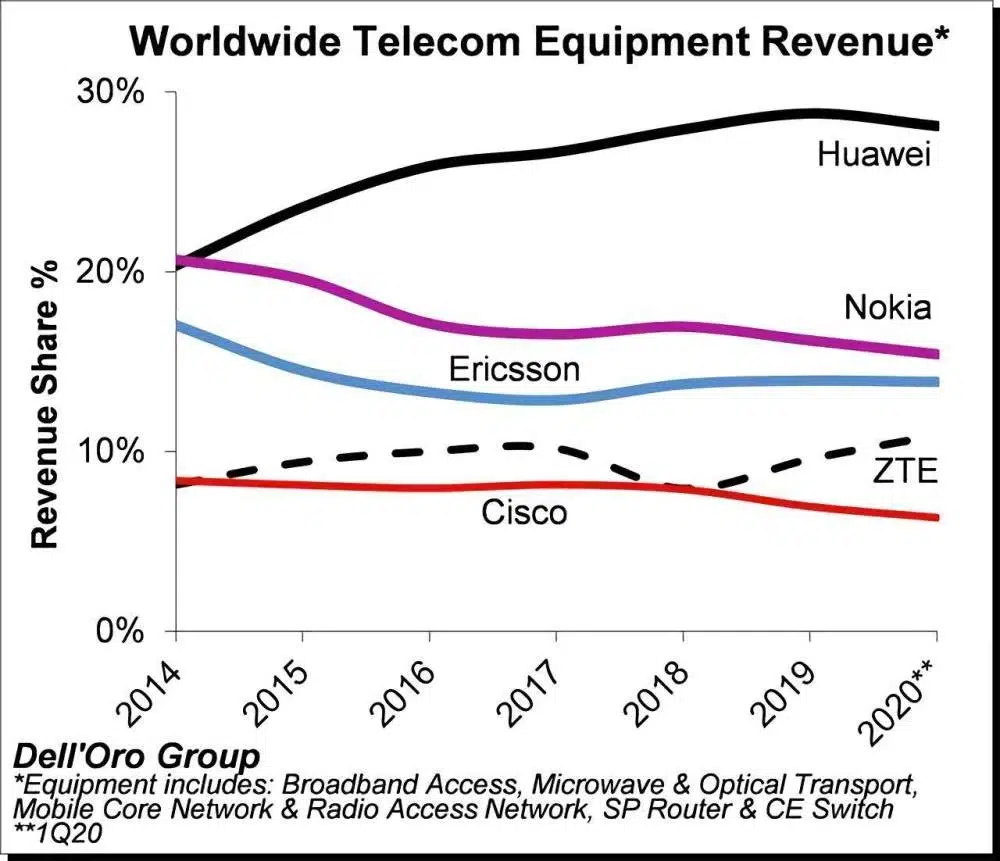 Worldwide Telecom Equipment Revenue*
30%
20%
10%
0%
Revenue Share %
Huawei
Nokia
Ericsson
ZTE
Cisco
2014
2015
2016
2017
2018
2019
2020**
Dell'Oro Group
*Equipment includes: Broadband Access, Microwave & Optical Transport,
Mobile Core Network & Radio Access Network, SP Router & CE Switch
**1Q20